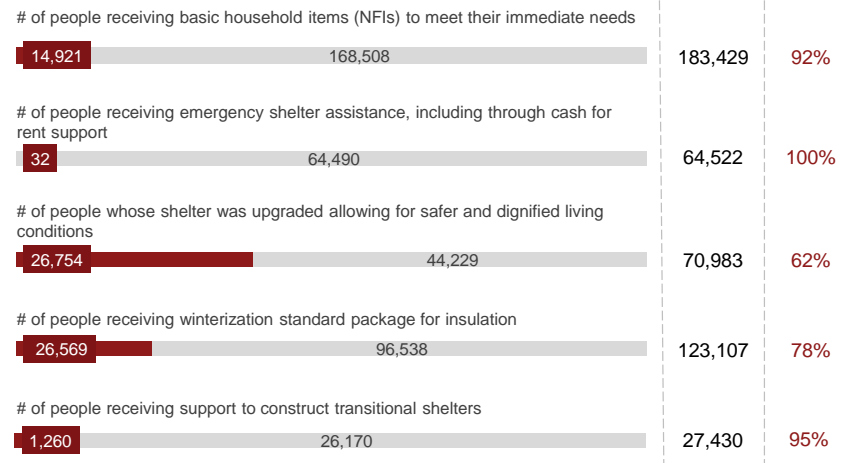 # of people receiving basic household items (NFIs) to meet their immediate needs
14,921 168,508 183,429 92%
# of people receiving emergency shelter assistance, including through cash for
rent support
32 64,490 64,522 100%
# of people whose shelter was upgraded allowing for safer and dignified living
conditions
26,754 44,229 70,983 62%
# of people receiving winterization standard package for insulation
26,569 96,538 123,107 78%
# of people receiving support to construct transitional shelters
1,260 26,170 27,430 95%